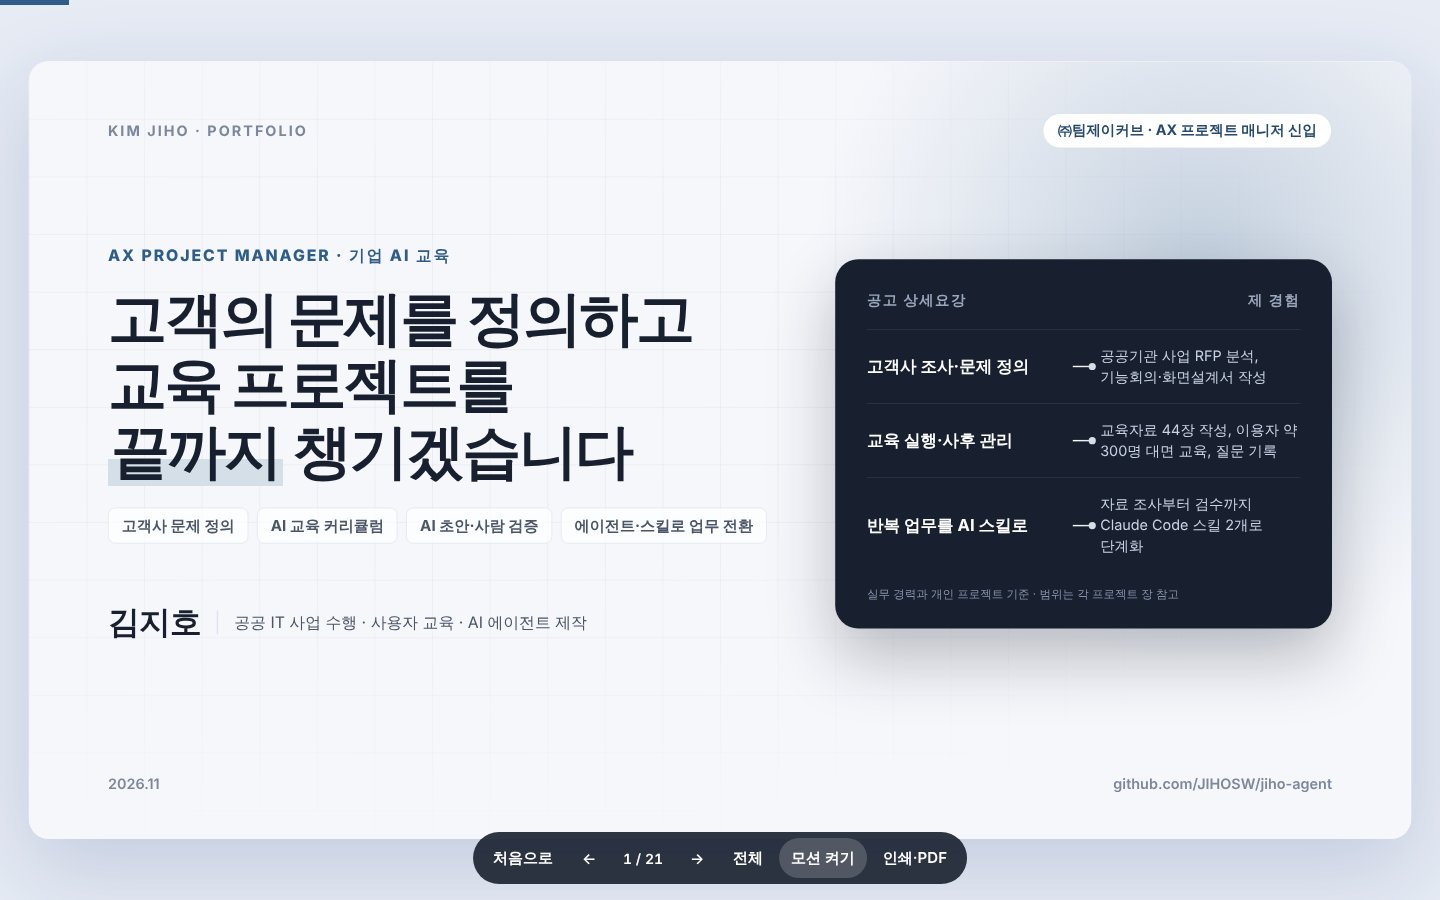 KIM JIHO · PORTFOLIO
㈜팀제이커브 · AX 프로젝트 매니저 신입
AX PROJECT MANAGER · 기업 AI 교육
고객의 문제를 정의하고
교육 프로젝트를
끝까지 챙기겠습니다
고객사 문제 정의
AI 교육 커리큘럼
AI 초안·사람 검증
에이전트·스킬로 업무 전환
김지호
공공 IT 사업 수행 · 사용자 교육 · AI 에이전트 제작
공고 상세요강
제 경험
고객사 조사·문제 정의
공공기관 사업 RFP 분석,
기능회의·화면설계서 작성
교육 실행·사후 관리
교육자료 44장 작성, 이용자 약
300명 대면 교육, 질문 기록
반복 업무를 AI 스킬로
자료 조사부터 검수까지
Claude Code 스킬 2개로
단계화
실무 경력과 개인 프로젝트 기준 · 범위는 각 프로젝트 장 참고
2026.11
github.com/JIHOSW/jiho-agent
처음으로 ← 1 / 21 → 전체 모션 켜기 인쇄·PDF